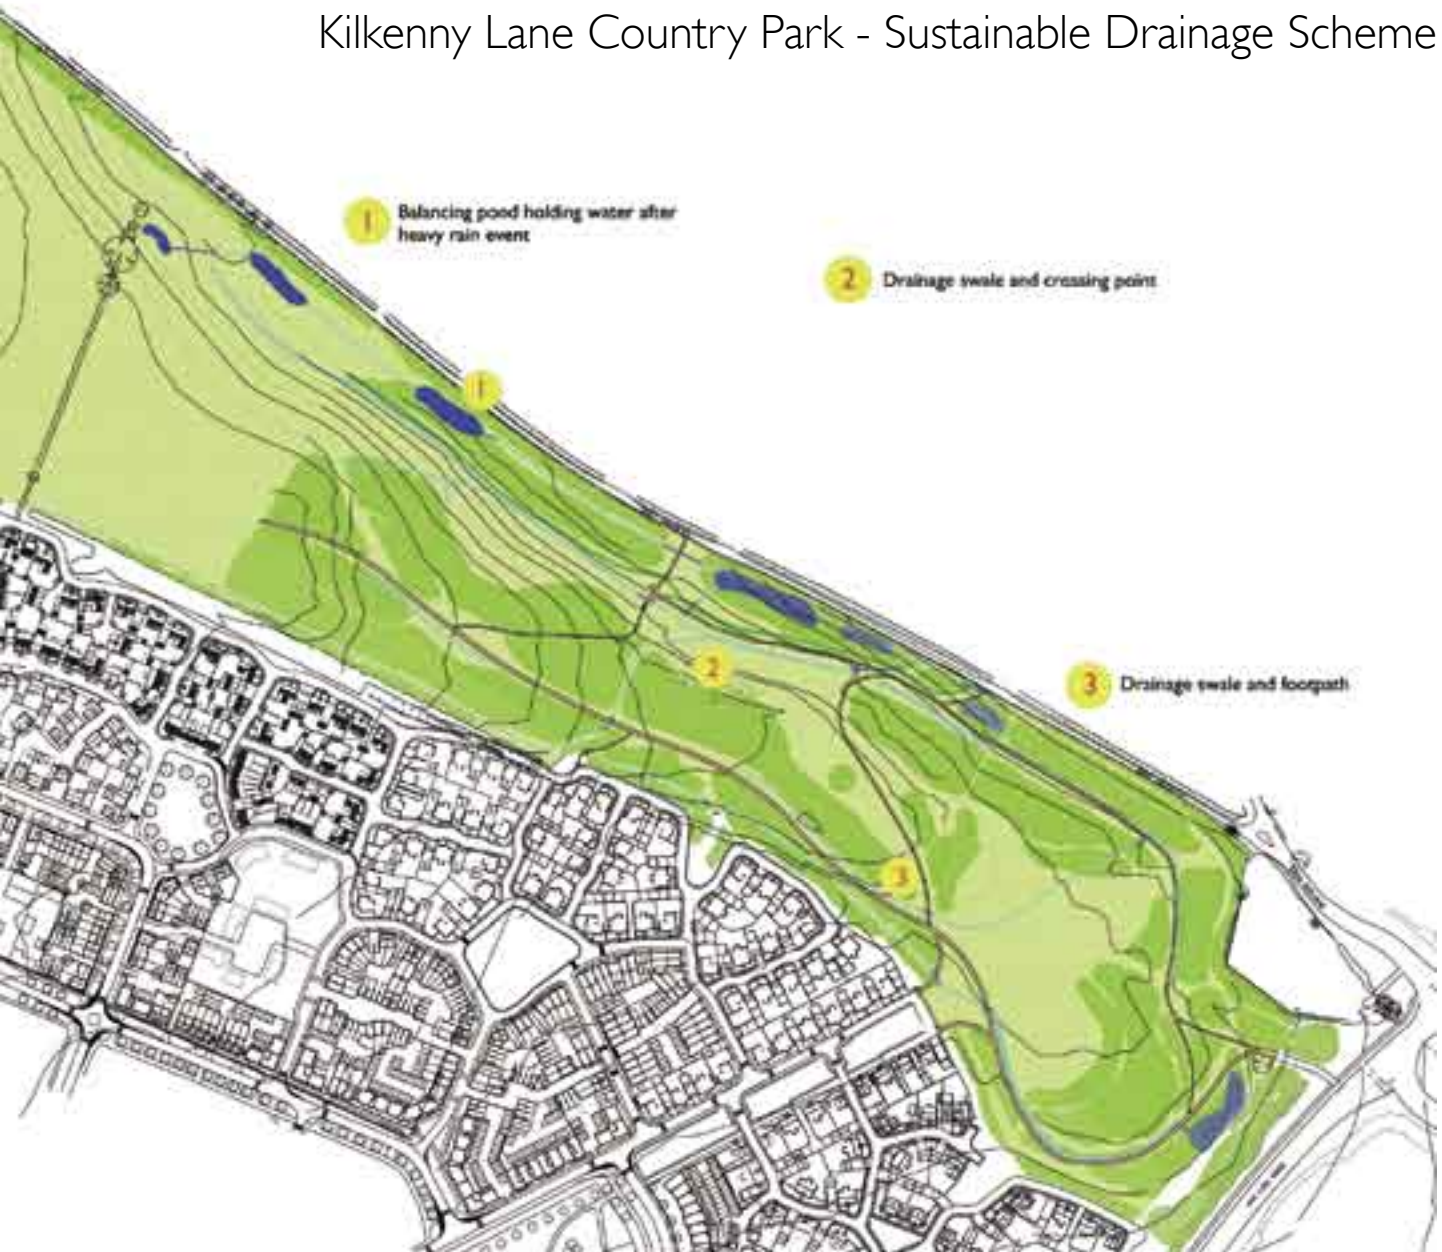 Kilkenny Lane Country Park - Sustainable Drainage Scheme
1 Balancing pond holding water after
heavy rain event
2 Drainage swale and crossing point
1
3 Drainage swale and footpath
2
3